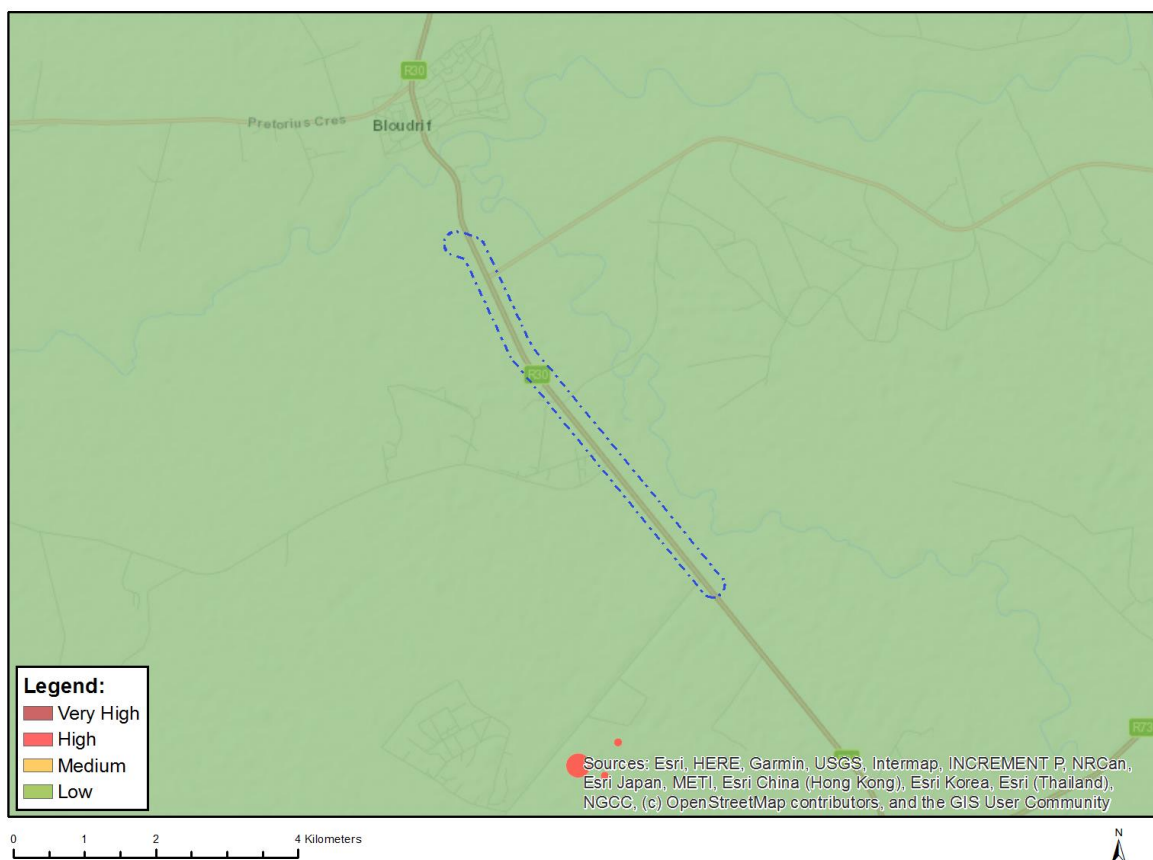 R30
Pretorius Cres
Bloudrif
R30
R73
Legend:
Very High
High
Medium
Low
Sources: Esri, HERE, Garmin, USGS, Intermap, INCREMENT P, NRCan,
Esri Japan, METI, Esri China (Hong Kong), Esri Korea, Esri (Thailand),
NGCC, (c) OpenStreetMap contributors, and the GIS User Community
0 1 2 4 Kilometers
N